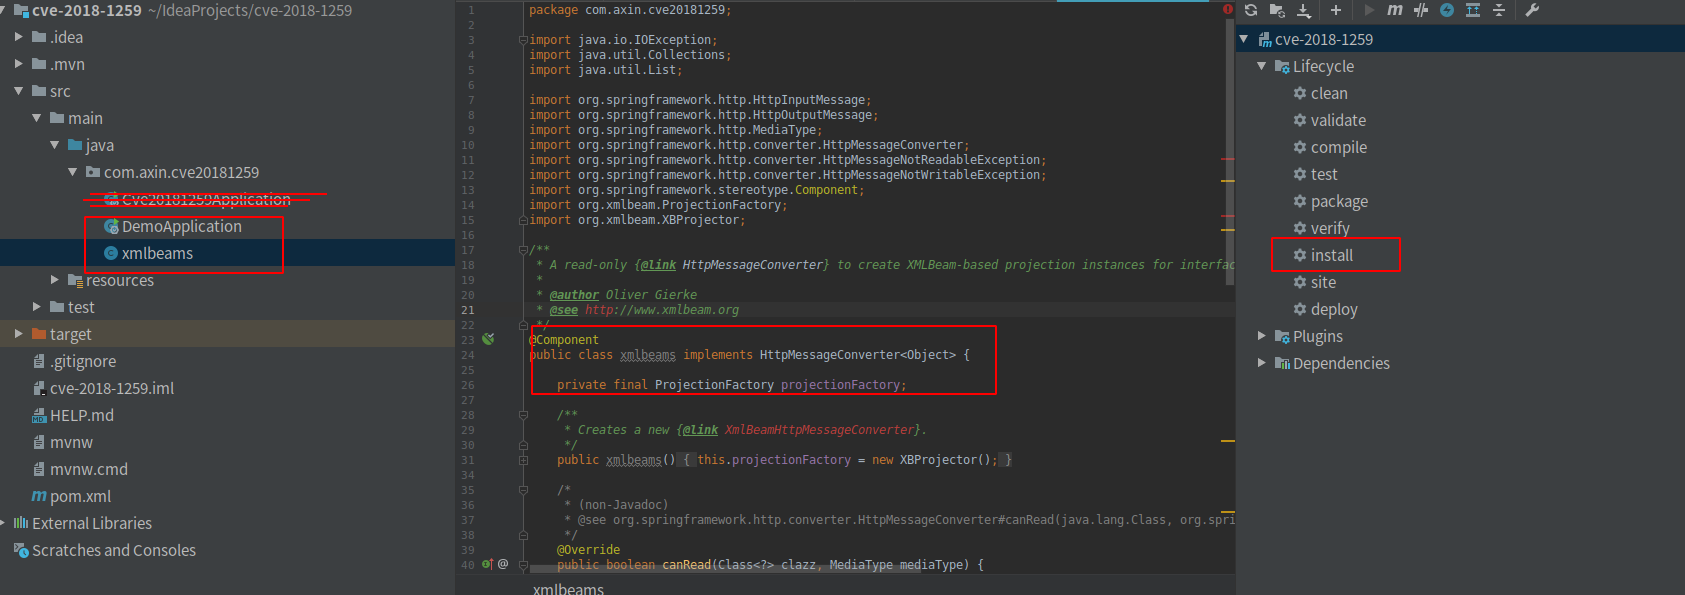 cve-2018-1259 ~/IdeaProjects/cve-2018-1259
.idea
.mvn
src
main
java
com.axin.cve20181259
Cve20181259Application
DemoApplication
xmlbeams
resources
test
target
.gitignore
cve-2018-1259.iml
HELP.md
mvnw
mvnw.cmd
pom.xml
External Libraries
Scratches and Consoles
1 package com.axin.cve20181259;
2
3 import java.io.IOException;
4 import java.util.Collections;
5 import java.util.List;
6
7 import org.springframework.http.HttpInputMessage;
8 import org.springframework.http.HttpOutputMessage;
9 import org.springframework.http.MediaType;
10 import org.springframework.http.converter.HttpMessageConverter;
11 import org.springframework.http.converter.HttpMessageNotReadableException;
12 import org.springframework.http.converter.HttpMessageNotWritableException;
13 import org.springframework.stereotype.Component;
14 import org.xmlbeam.ProjectionFactory;
15 import org.xmlbeam.XBProjector;
16
17 /**
18 * A read-only {@link HttpMessageConverter} to create XMLBeam-based projection instances for interfac
19 *
20 * @author Oliver Gierke
21 * @see http://www.xmlbeam.org
22 */
23 @Component
24 public class xmlbeams implements HttpMessageConverter<Object> {
25
26 private final ProjectionFactory projectionFactory;
27
28 /**
29 * Creates a new {@link XmlBeamHttpMessageConverter}.
30 */
31 public xmlbeams() { this.projectionFactory = new XBProjector(); }
34
35 /*
36 * (non-Javadoc)
37 * @see org.springframework.http.converter.HttpMessageConverter#canRead(java.lang.Class, org.spri
38 */
39 @Override
40 public boolean canRead(Class<?> clazz, MediaType mediaType) {
xmlbeams
cve-2018-1259
Lifecycle
clean
validate
compile
test
package
verify
install
site
deploy
Plugins
Dependencies